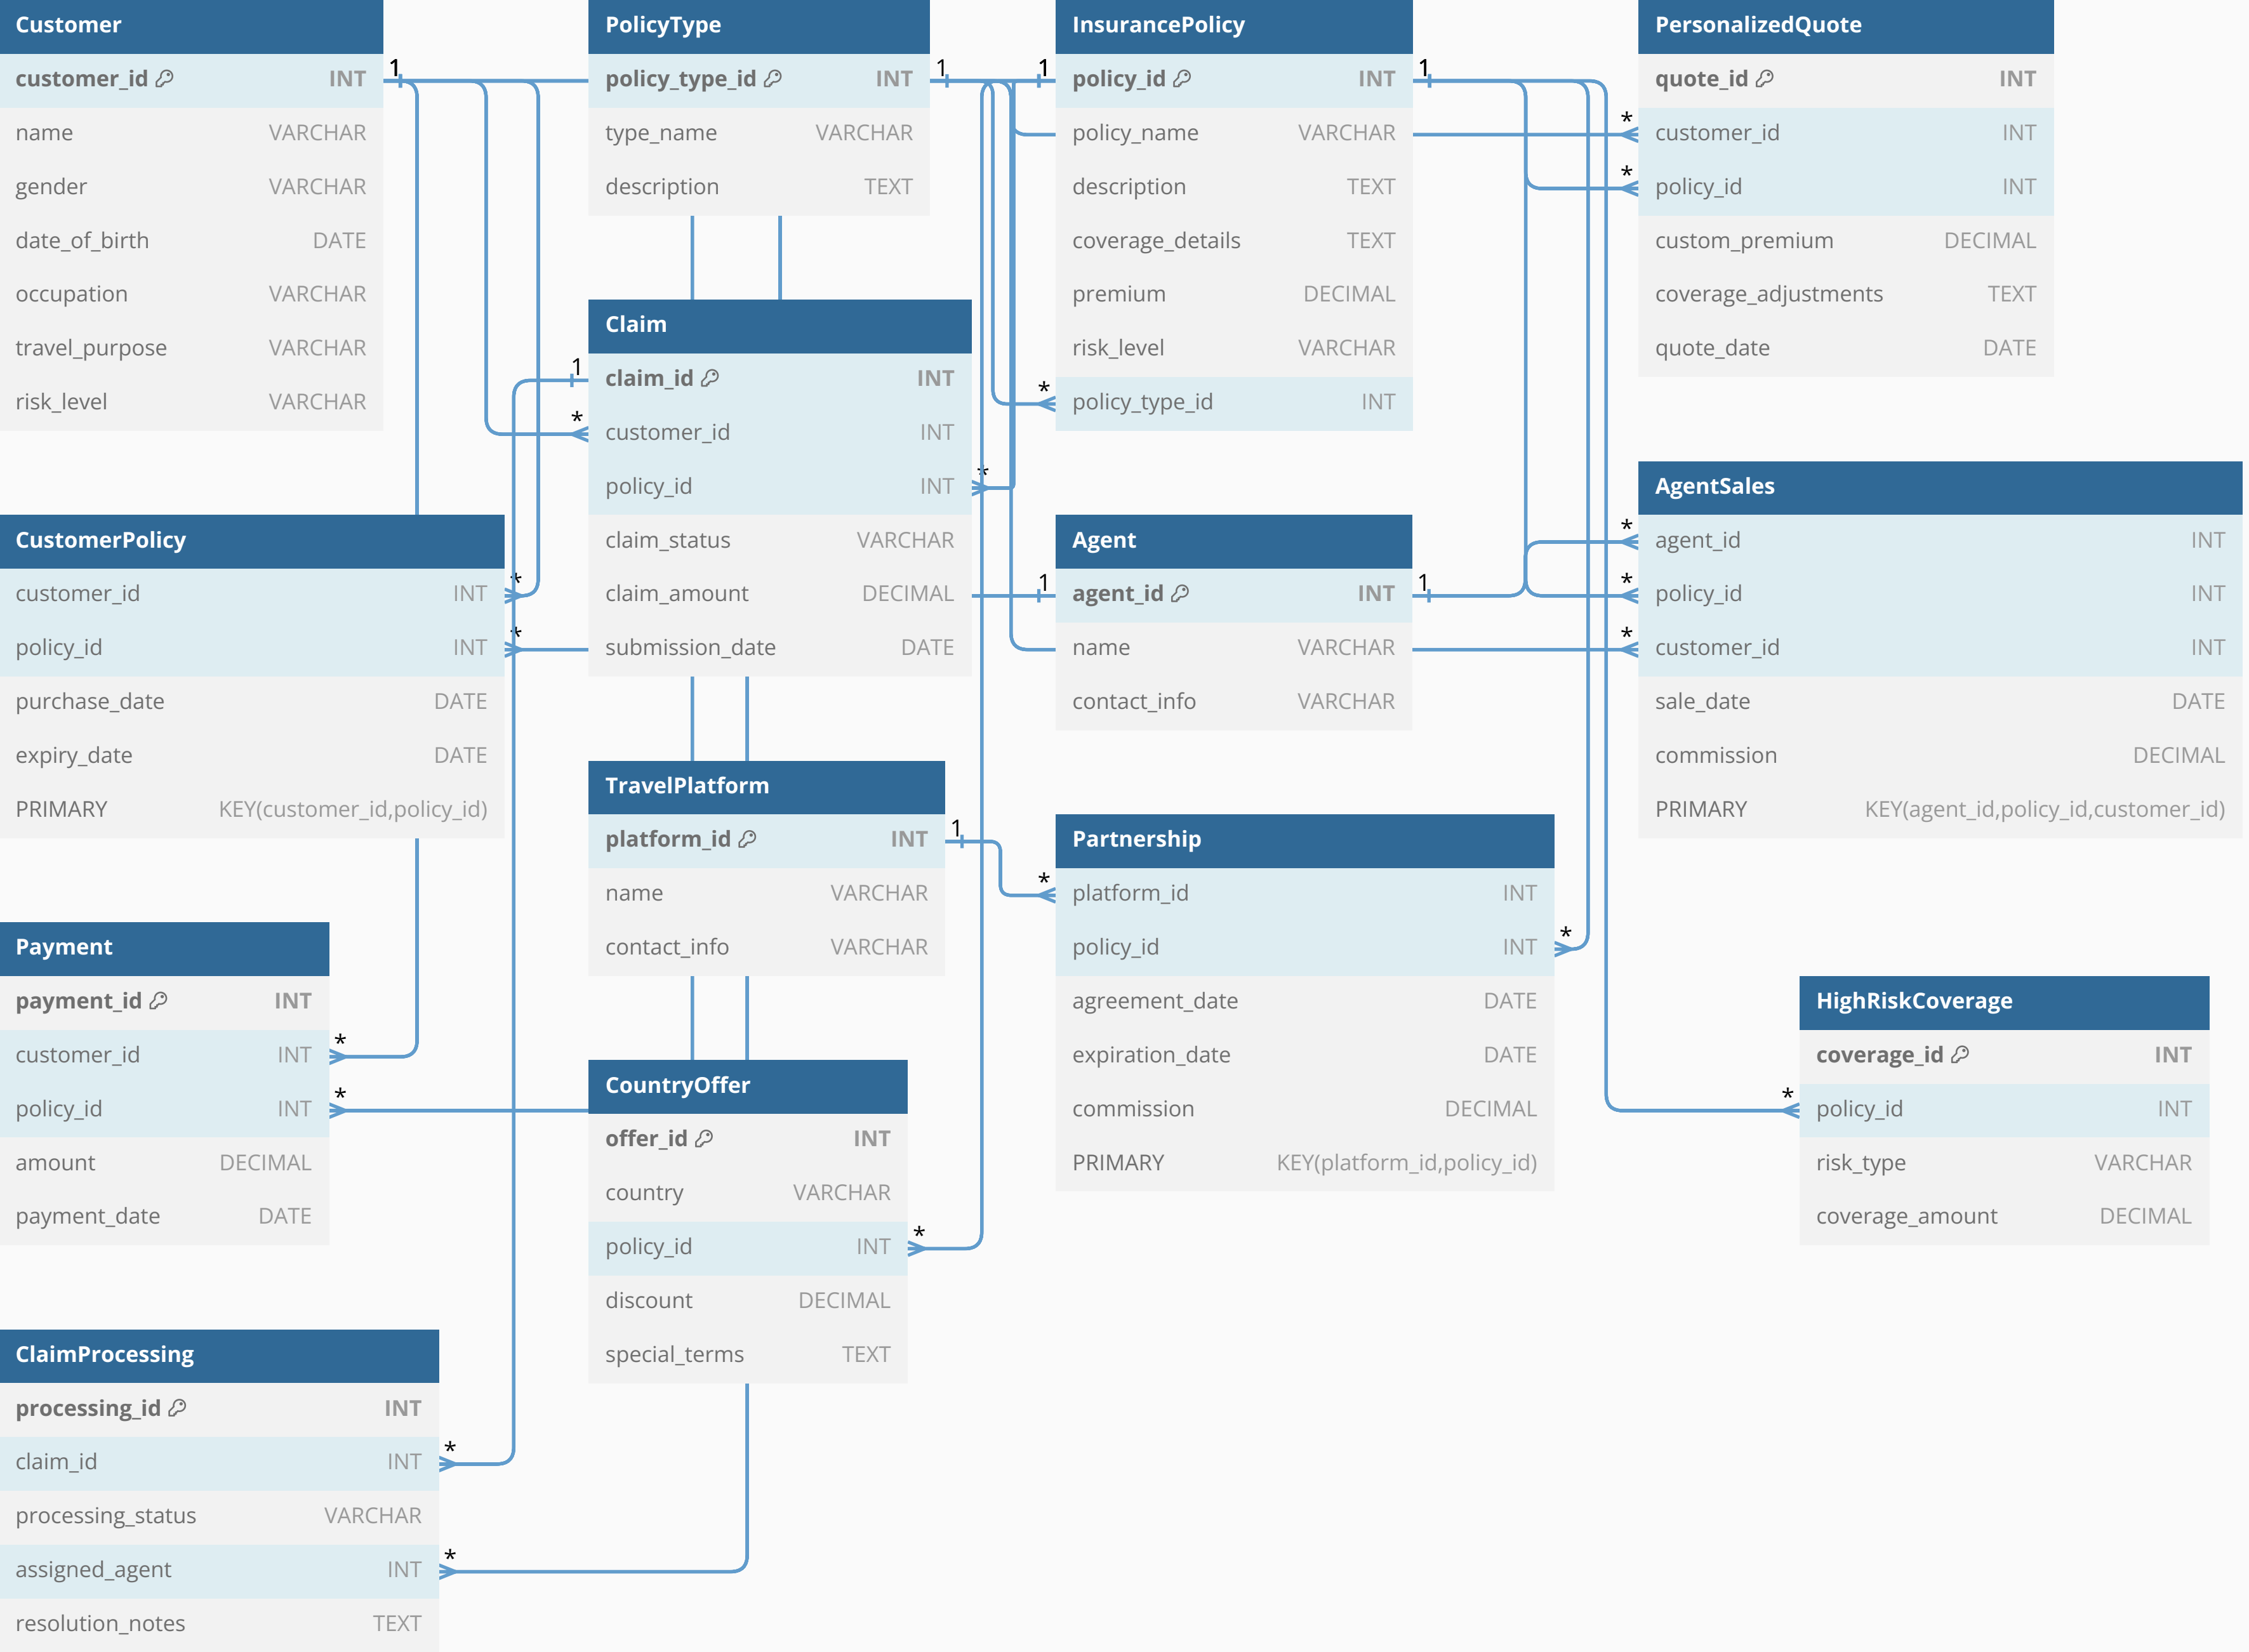 Customer
customer_id INT
name VARCHAR
gender VARCHAR
date_of_birth DATE
occupation VARCHAR
travel_purpose VARCHAR
risk_level VARCHAR
1
PolicyType
policy_type_id INT
type_name VARCHAR
description TEXT
1
1
InsurancePolicy
policy_id INT
policy_name VARCHAR
description TEXT
coverage_details TEXT
premium DECIMAL
risk_level VARCHAR
* policy_type_id INT
1
PersonalizedQuote
quote_id INT
* customer_id INT
* policy_id INT
custom_premium DECIMAL
coverage_adjustments TEXT
quote_date DATE
Claim
1 claim_id INT
* customer_id INT
policy_id INT *
claim_status VARCHAR
claim_amount DECIMAL
submission_date DATE
AgentSales
* agent_id INT
* policy_id INT
* customer_id INT
sale_date DATE
commission DECIMAL
PRIMARY KEY(agent_id,policy_id,customer_id)
CustomerPolicy
customer_id INT *
policy_id INT *
purchase_date DATE
expiry_date DATE
PRIMARY KEY(customer_id,policy_id)
Agent
1 agent_id INT 1
name VARCHAR
contact_info VARCHAR
TravelPlatform
platform_id INT 1
name VARCHAR
contact_info VARCHAR
Partnership
* platform_id INT
policy_id INT *
agreement_date DATE
expiration_date DATE
commission DECIMAL
PRIMARY KEY(platform_id,policy_id)
Payment
payment_id INT
customer_id INT *
policy_id INT *
amount DECIMAL
payment_date DATE
HighRiskCoverage
coverage_id INT
* policy_id INT
risk_type VARCHAR
coverage_amount DECIMAL
CountryOffer
offer_id INT
country VARCHAR
policy_id INT *
discount DECIMAL
special_terms TEXT
ClaimProcessing
processing_id INT
claim_id INT *
processing_status VARCHAR
assigned_agent INT *
resolution_notes TEXT